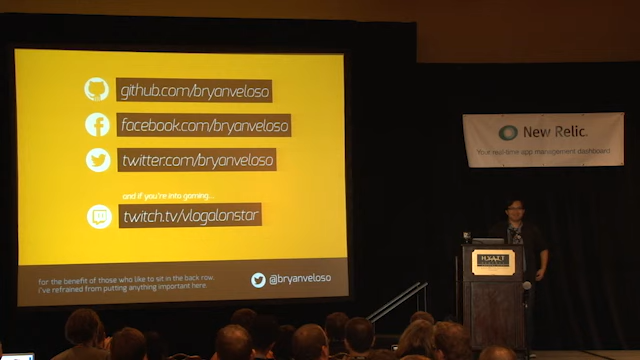 github.com/bryanveloso
facebook.com/bryanveloso
twitter.com/bryanveloso
and if you're into gaming...
twitch.tv/vlogalonstar
for the benefit of those who like to sit in the back row,
i've refrained from putting anything important here.
@bryanveloso
New Relic.
Your real-time app management dashboard
HYATT